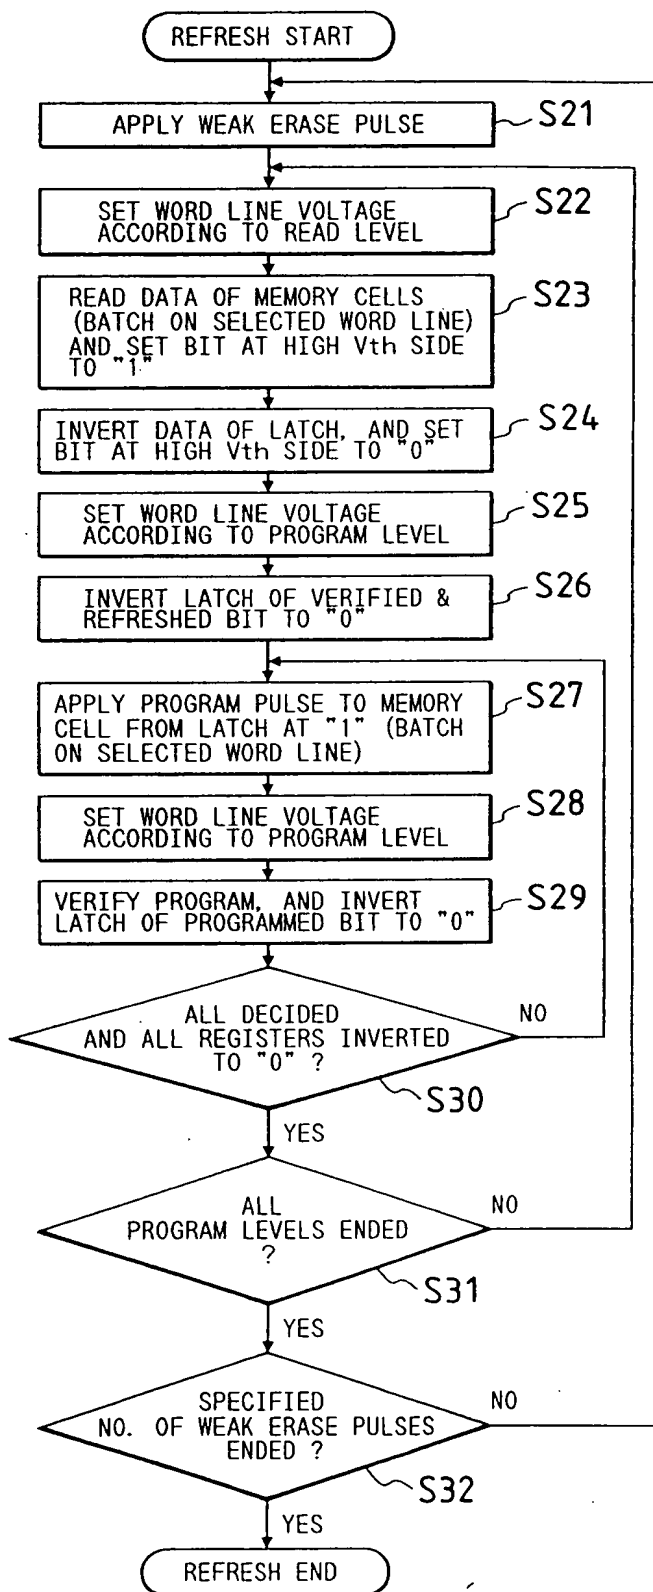 REFRESH START
APPLY WEAK ERASE PULSE
S21
SET WORD LINE VOLTAGE
ACCORDING TO READ LEVEL
S22
READ DATA OF MEMORY CELLS
(BATCH ON SELECTED WORD LINE)
AND SET BIT AT HIGH Vth SIDE
TO "1"
S23
INVERT DATA OF LATCH, AND SET
BIT AT HIGH Vth SIDE TO "0"
S24
SET WORD LINE VOLTAGE
ACCORDING TO PROGRAM LEVEL
S25
INVERT LATCH OF VERIFIED &
REFRESHED BIT TO "0"
S26
APPLY PROGRAM PULSE TO MEMORY
CELL FROM LATCH AT "1" (BATCH
ON SELECTED WORD LINE)
S27
SET WORD LINE VOLTAGE
ACCORDING TO PROGRAM LEVEL
S28
VERIFY PROGRAM, AND INVERT
LATCH OF PROGRAMMED BIT TO "0"
S29
ALL DECIDED
AND ALL REGISTERS INVERTED
TO "0" ?
NO
S30
YES
ALL
PROGRAM LEVELS ENDED
?
NO
S31
YES
SPECIFIED
NO. OF WEAK ERASE PULSES
ENDED ?
NO
S32
YES
REFRESH END